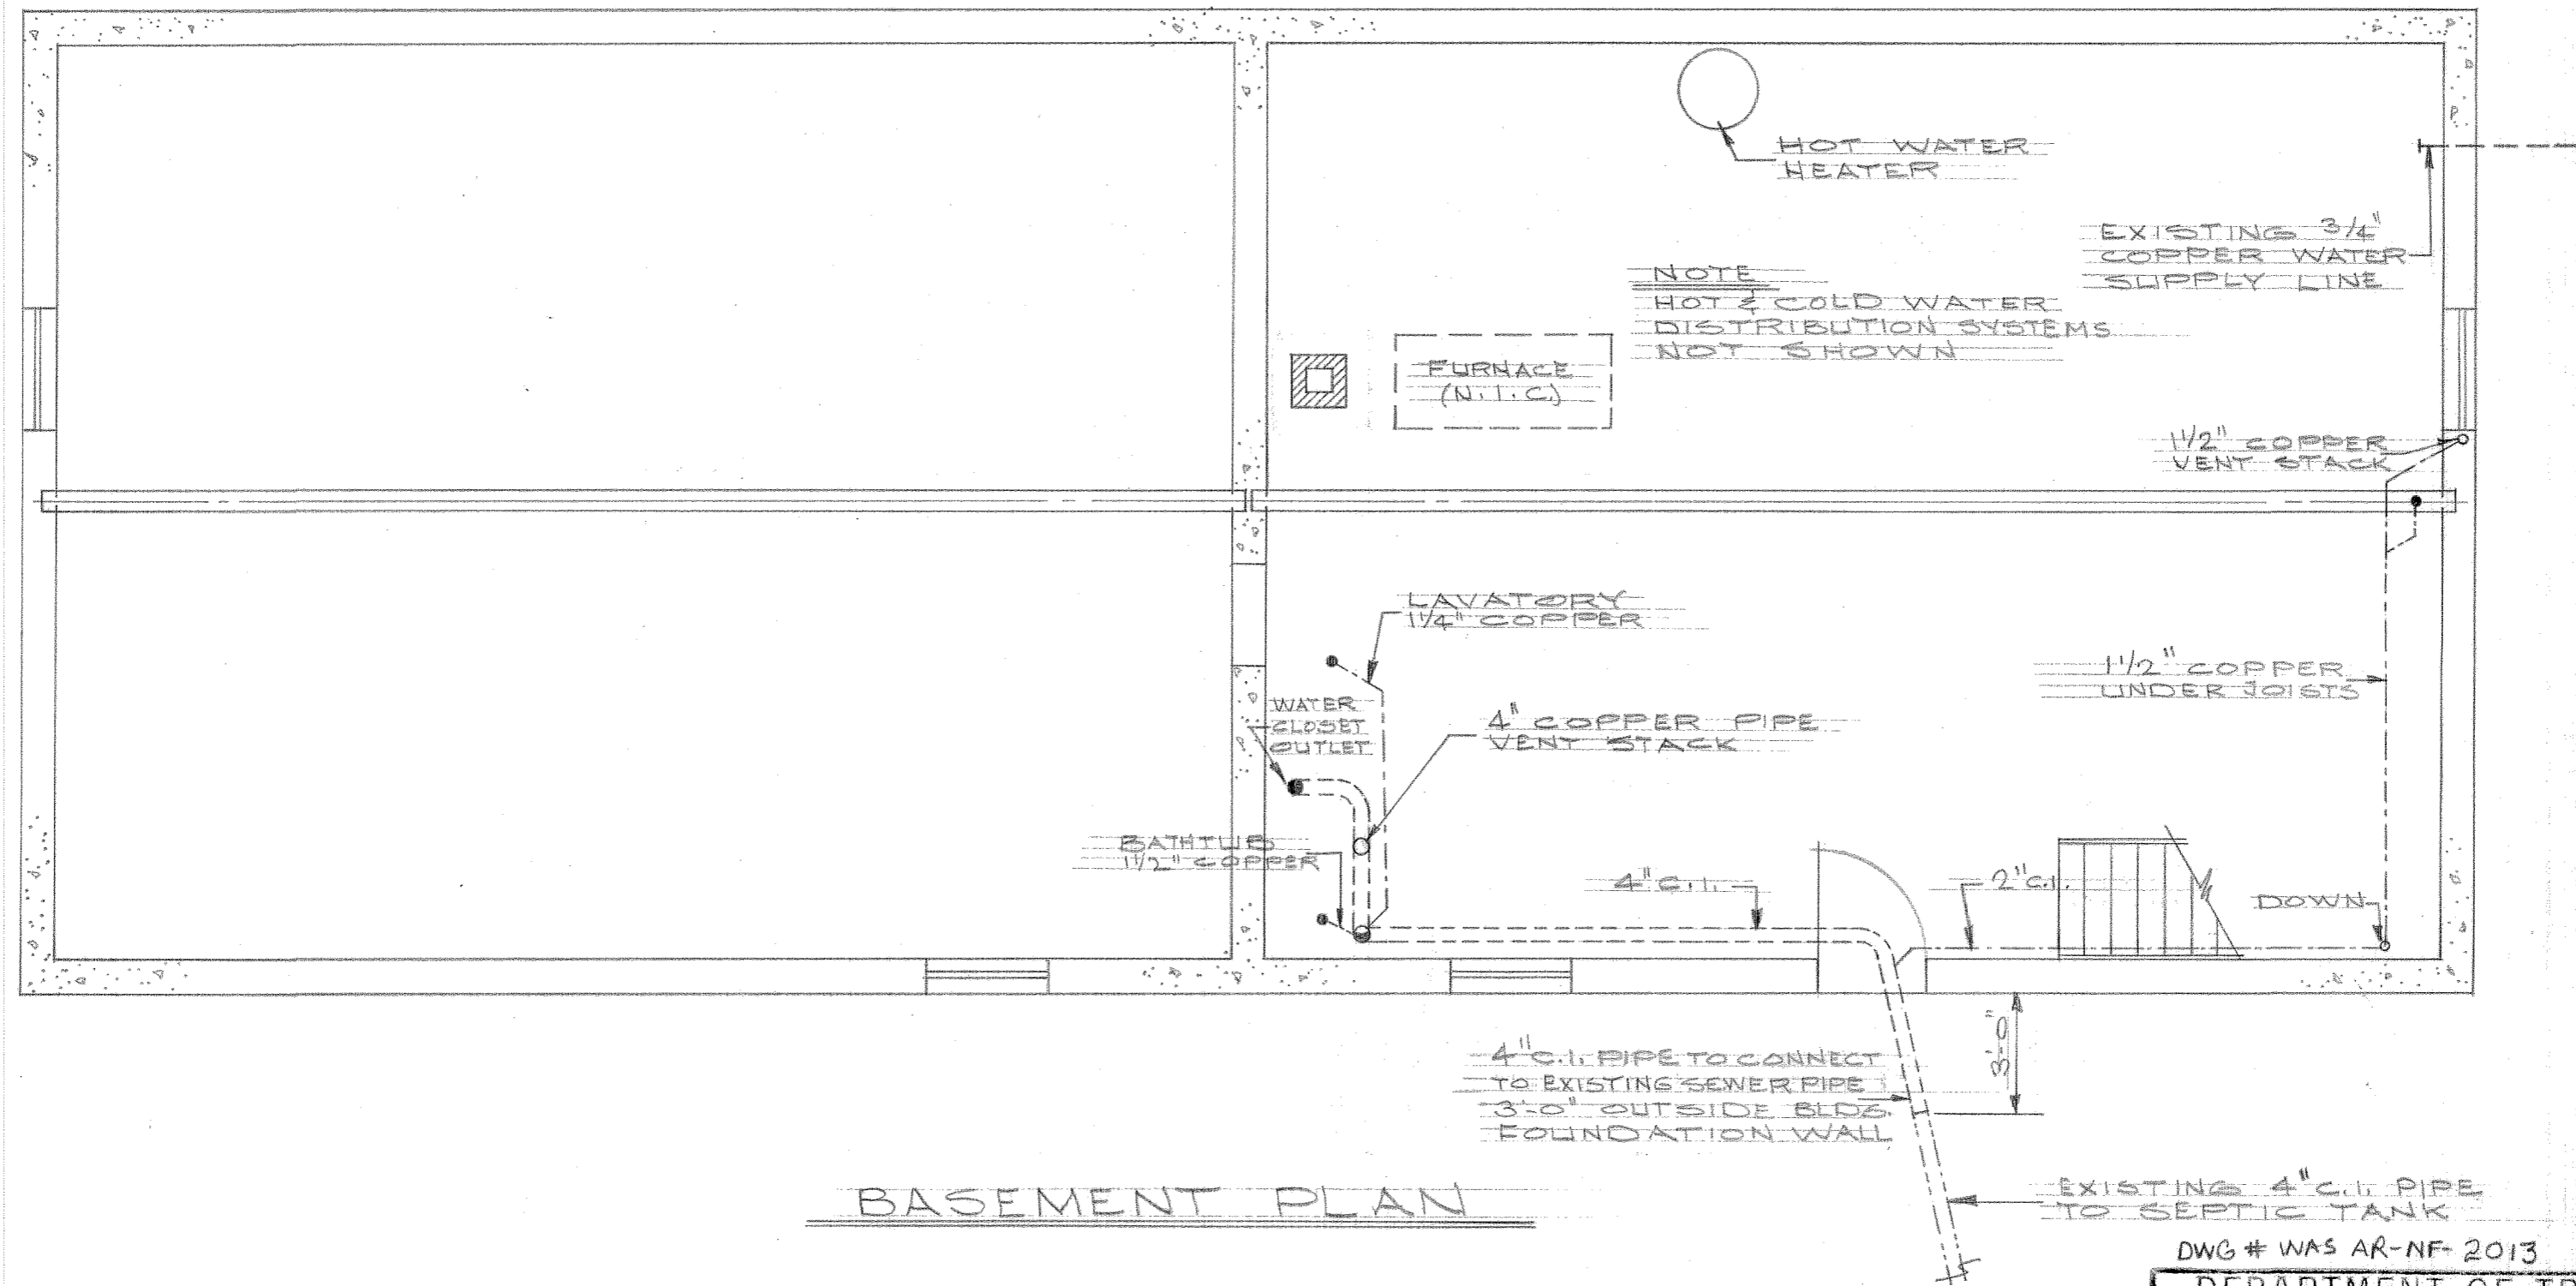 HOT WATER
HEATER
EXISTING 3/4"
COPPER WATER
SUPPLY LINE
NOTE
HOT & COLD WATER
DISTRIBUTION SYSTEMS
NOT SHOWN
FURNACE
(N.I.C.)
1 1/2" COPPER
VENT STACK
LAVATORY
1 1/4" COPPER
1 1/2" COPPER
UNDER JOISTS
WATER
CLOSET
OUTLET
4" COPPER PIPE
VENT STACK
BATHTUB
1 1/2" COPPER
4" C.I.
2" C.I.
DOWN
4" C.I. PIPE TO CONNECT
TO EXISTING SEWER PIPE
3'-0" OUTSIDE BLDG.
FOUNDATION WALL
3'-0"
BASEMENT PLAN
EXISTING 4" C.I. PIPE
TO SEPTIC TANK
DWG # WAS AR-NF-2013
DEPARTMENT OF